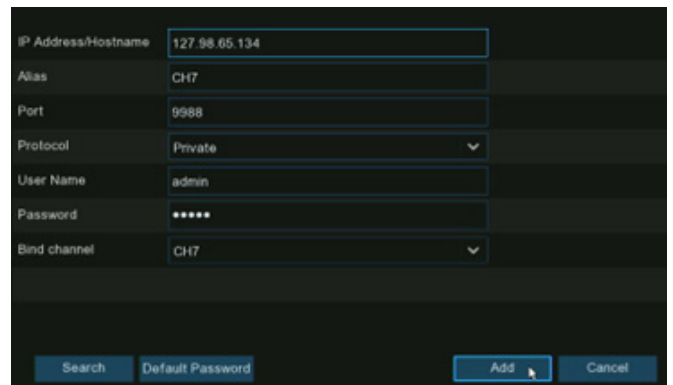 IP Address/Hostname 127.98.65.134
Alias CH7
Port 9988
Protocol Private
User Name admin
Password •••••
Bind channel CH7
Search Default Password Add Cancel